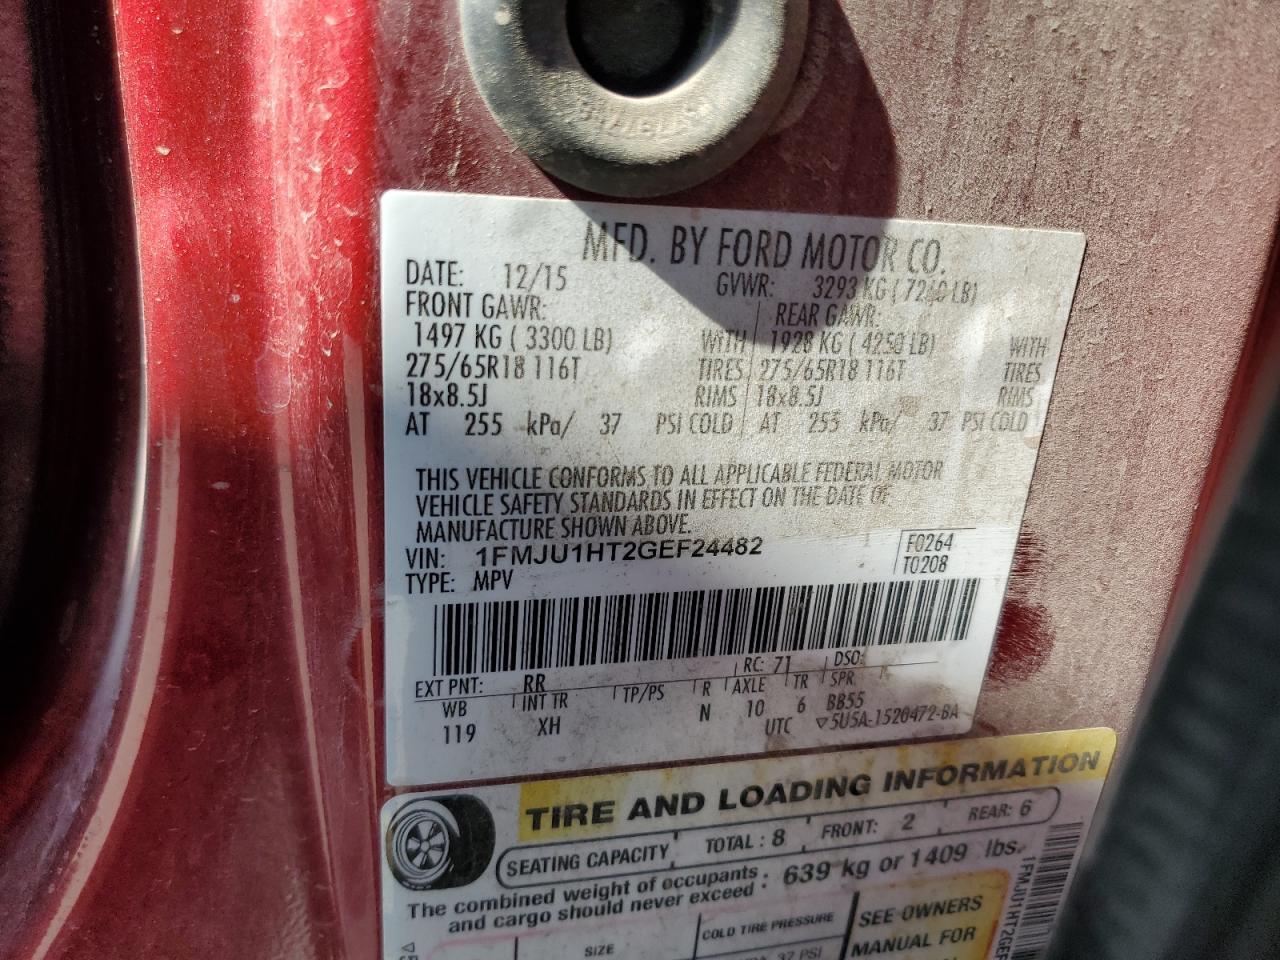 MFD. BY FORD MOTOR CO.
DATE: 12/15 GVWR: 3293 KG ( 7260 LB)
FRONT GAWR: REAR GAWR:
1497 KG ( 3300 LB) WITH 1928 KG ( 4250 LB) WITH
275/65R18 116T TIRES 275/65R18 116T TIRES
18x8.5J RIMS 18x8.5J RIMS
AT 255 kPa/ 37 PSI COLD AT 255 kPa/ 37 PSI COLD
THIS VEHICLE CONFORMS TO ALL APPLICABLE FEDERAL MOTOR
VEHICLE SAFETY STANDARDS IN EFFECT ON THE DATE OF
MANUFACTURE SHOWN ABOVE.
VIN: 1FMJU1HT2GEF24482 F0264
TYPE: MPV T0208
EXT PNT: RR RC: 71 DSO:
WB INT TR TP/PS R AXLE TR SPR
119 XH N 10 6 BB55
UTC ▽5U5A-1520472-BA
TIRE AND LOADING INFORMATION
SEATING CAPACITY TOTAL : 8 FRONT: 2 REAR: 6
The combined weight of occupants
and cargo should never exceed : 639 kg or 1409 lbs.
SIZE COLD TIRE PRESSURE SEE OWNERS
37 PSI MANUAL FOR
1FMJU1HT2GEF